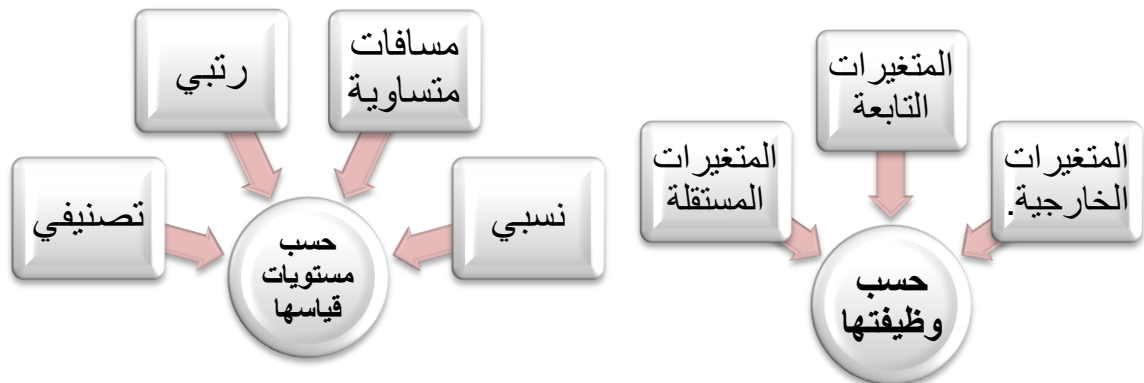 المتغيرات
المستقلة
المتغيرات
التابعة
المتغيرات
الخارجية.
حسب
وظيفتها
تصنيفي
رتبي
مسافات
متساوية
نسبي
حسب
مستويات
قياسها